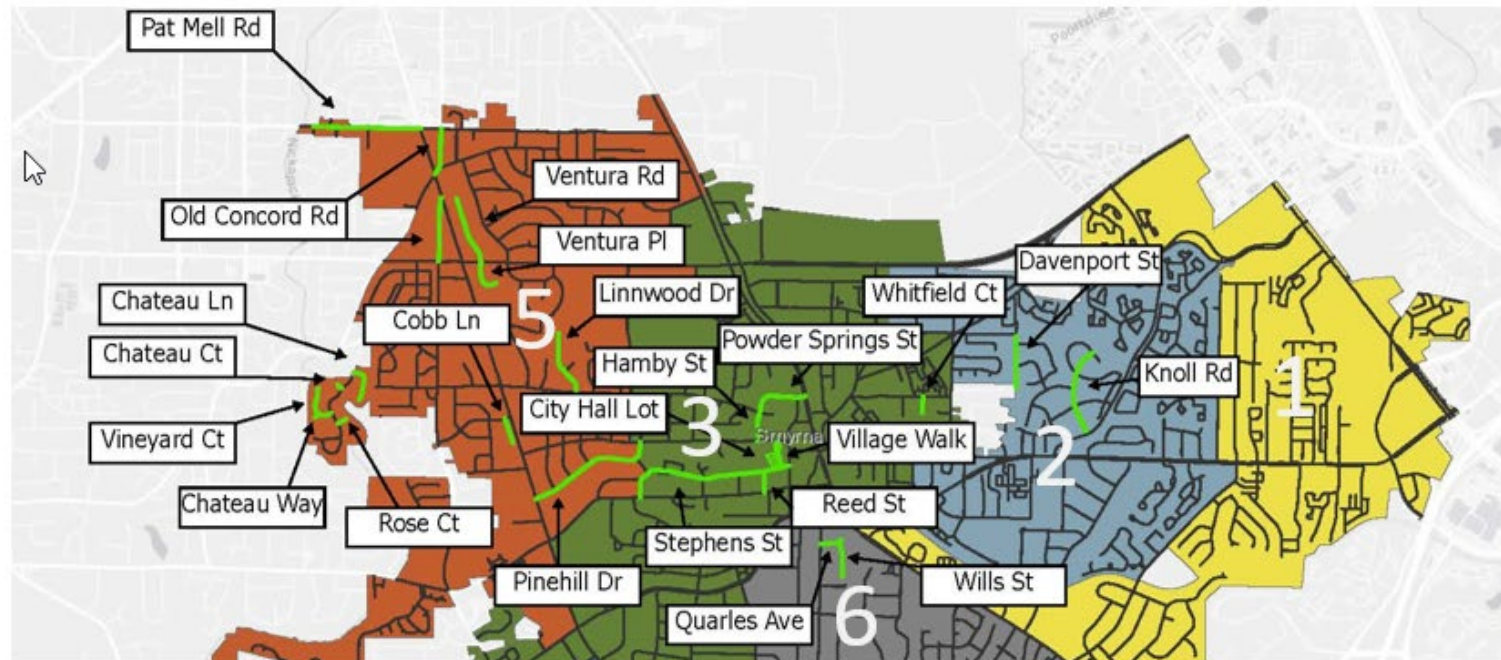 Pat Mell Rd
Ventura Rd
Old Concord Rd
Ventura Pl
Davenport St
Chateau Ln
Linnwood Dr
Whitfield Ct
5
Cobb Ln
Powder Springs St
Chateau Ct
Hamby St
Knoll Rd
1
City Hall Lot
3
Vineyard Ct
Smyrna
Village Walk
2
Chateau Way
Rose Ct
Reed St
Stephens St
Pinehill Dr
Wills St
Quarles Ave
6